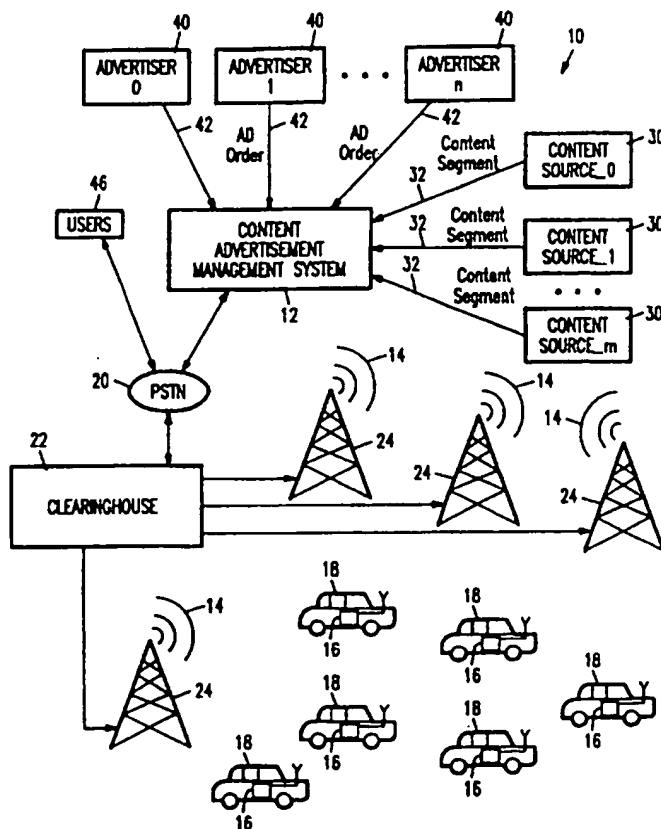 40
40
40
10
ADVERTISER
0
ADVERTISER
1
• • •
ADVERTISER
n
42
42
42
AD
Order
AD
Order
Content
Segment
32
CONTENT
SOURCE_0
30
46
USERS
CONTENT
ADVERTISEMENT
MANAGEMENT SYSTEM
12
Content
Segment
32
CONTENT
SOURCE_1
30
Content
Segment
32
• • •
CONTENT
SOURCE_m
30
20
PSTN
14
14
14
24
24
24
22
CLEARINGHOUSE
14
24
18
16
18
16
18
16
18
16
18
16
18
16